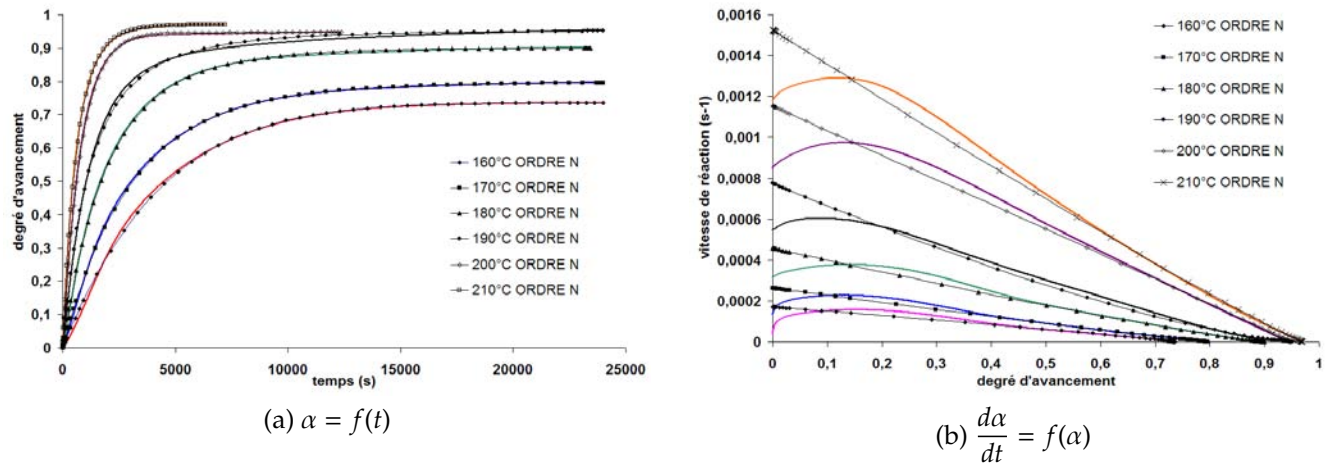 1
0,9
0,8
0,7
0,6
0,5
0,4
0,3
0,2
0,1
0
degré d'avancement
160°C ORDRE N
170°C ORDRE N
180°C ORDRE N
190°C ORDRE N
200°C ORDRE N
210°C ORDRE N
0 5000 10000 15000 20000 25000
temps (s)
(a) α = f(t)
0,0016
0,0014
0,0012
0,001
0,0008
0,0006
0,0004
0,0002
0
vitesse de réaction (s-1)
160°C ORDRE N
170°C ORDRE N
180°C ORDRE N
190°C ORDRE N
200°C ORDRE N
210°C ORDRE N
0 0,1 0,2 0,3 0,4 0,5 0,6 0,7 0,8 0,9 1
degré d'avancement
(b) dα/dt = f(α)